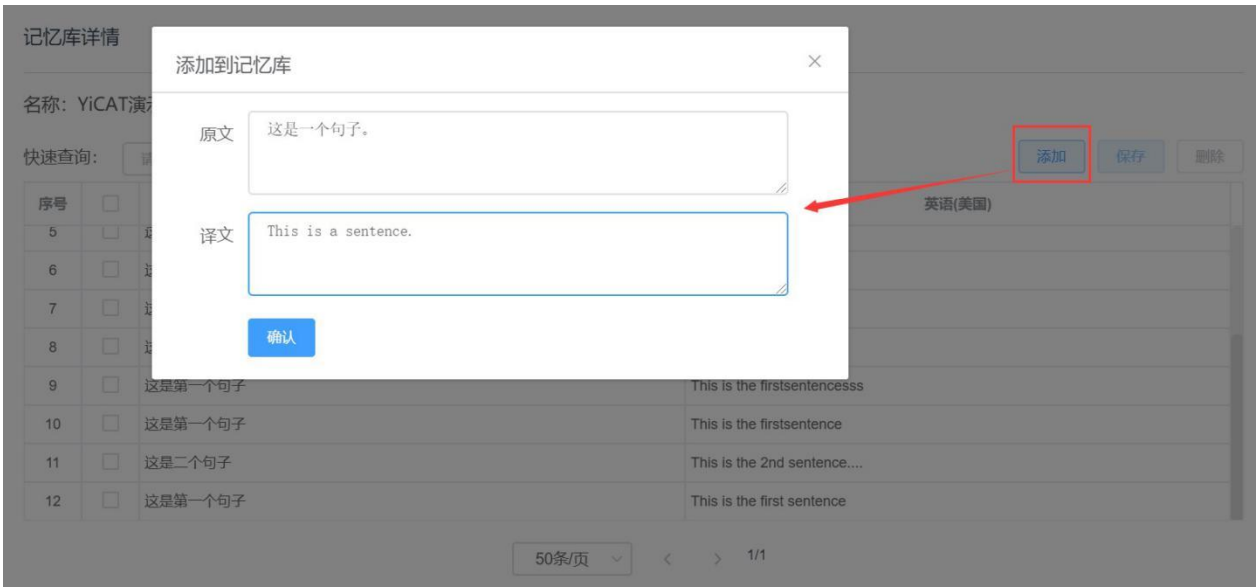 记忆库详情
添加到记忆库
名称：YiCAT演
原文 这是一个句子。
快速查询：
添加 保存 删除
序号 英语(美国)
5
译文 This is a sentence.
6
7
8
确认
9 这是第一个句子 This is the firstsentencesss
10 这是第一个句子 This is the firstsentence
11 这是二个句子 This is the 2nd sentence....
12 这是第一个句子 This is the first sentence
50条/页 < > 1/1